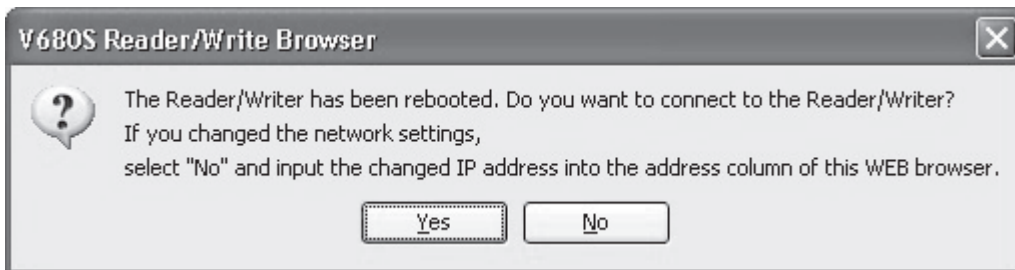 V680S Reader/Write Browser
The Reader/Writer has been rebooted. Do you want to connect to the Reader/Writer?
If you changed the network settings,
select "No" and input the changed IP address into the address column of this WEB browser.
Yes No